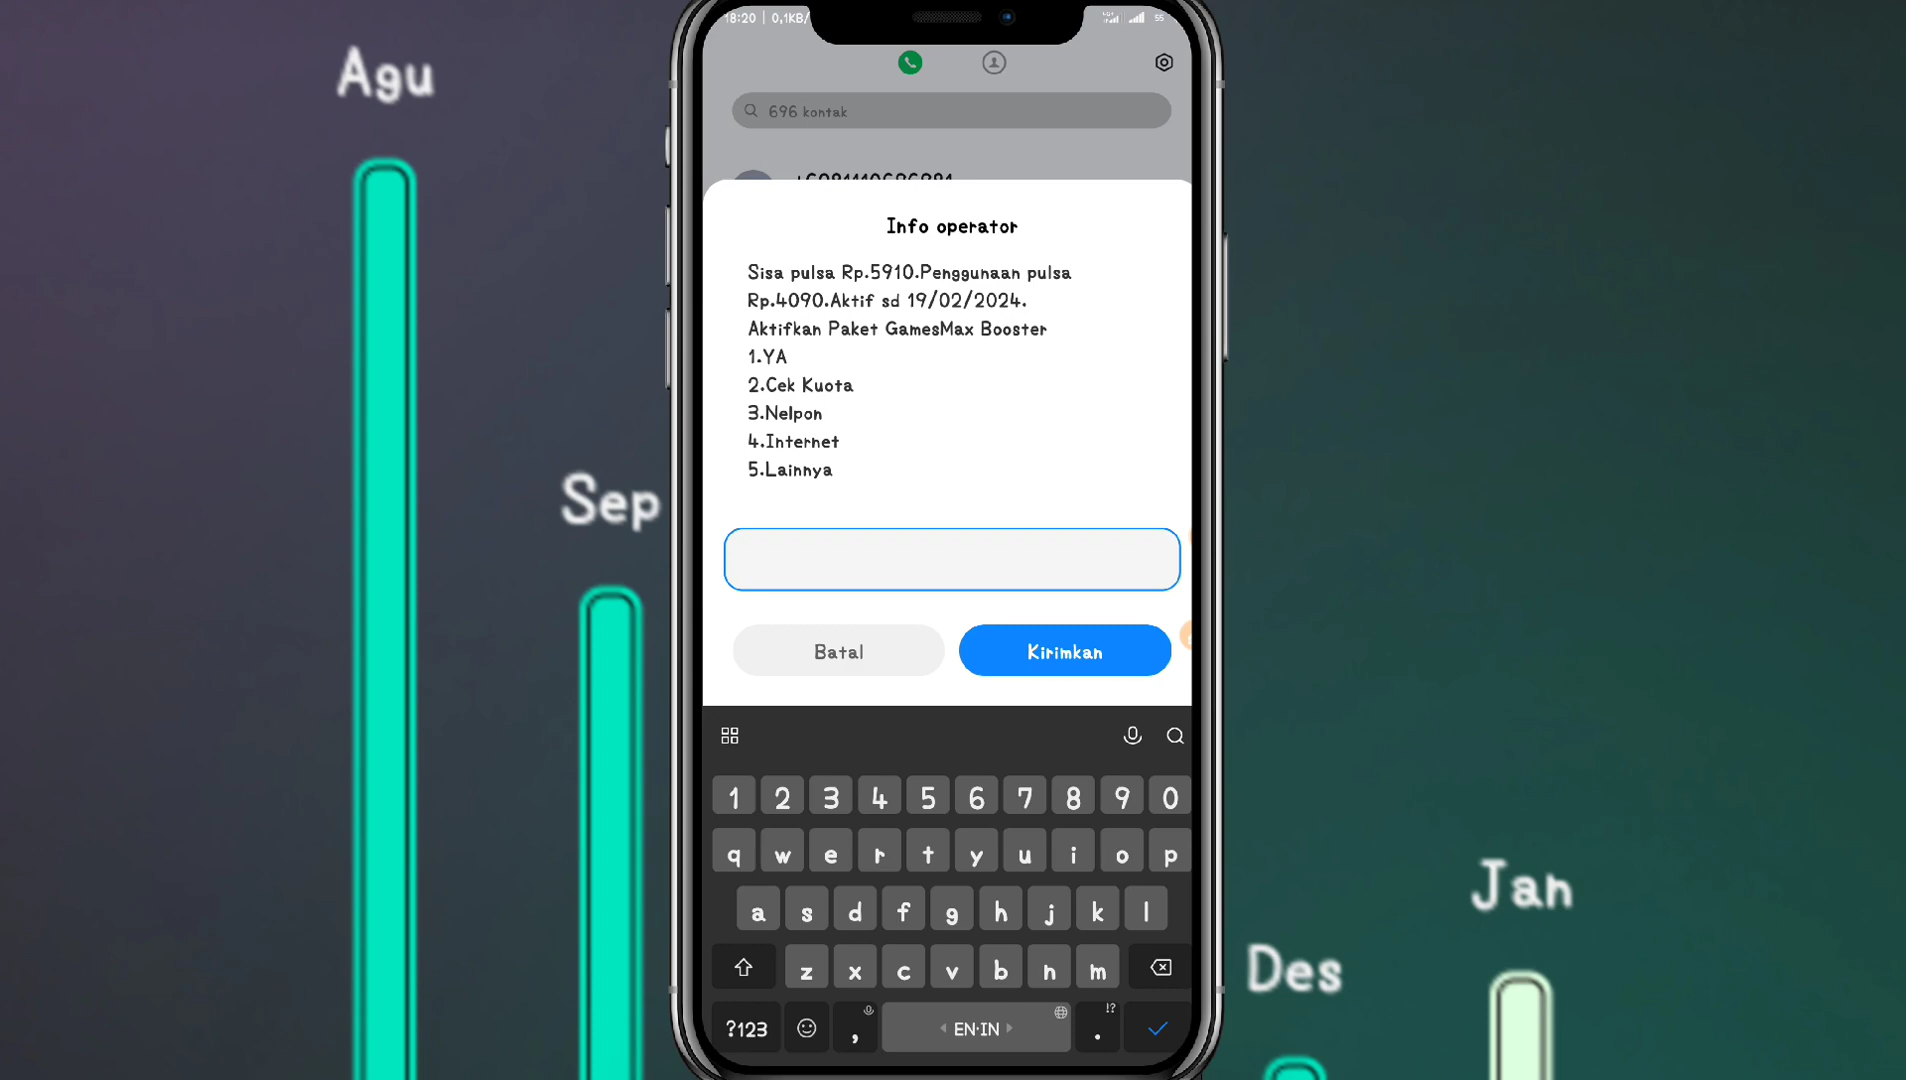 Agu
Sep
Des
Jan
18:20 | 0,1KB/
55
696 kontak
Info operator
Sisa pulsa Rp.5910.Penggunaan pulsa
Rp.4090.Aktif sd 19/02/2024.
Aktifkan Paket GamesMax Booster
1.YA
2.Cek Kuota
3.Nelpon
4.Internet
5.Lainnya
Batal
Kirimkan
1 2 3 4 5 6 7 8 9 0
q w e r t y u i o p
a s d f g h j k l
z x c v b n m
!?
?123 , EN·IN .